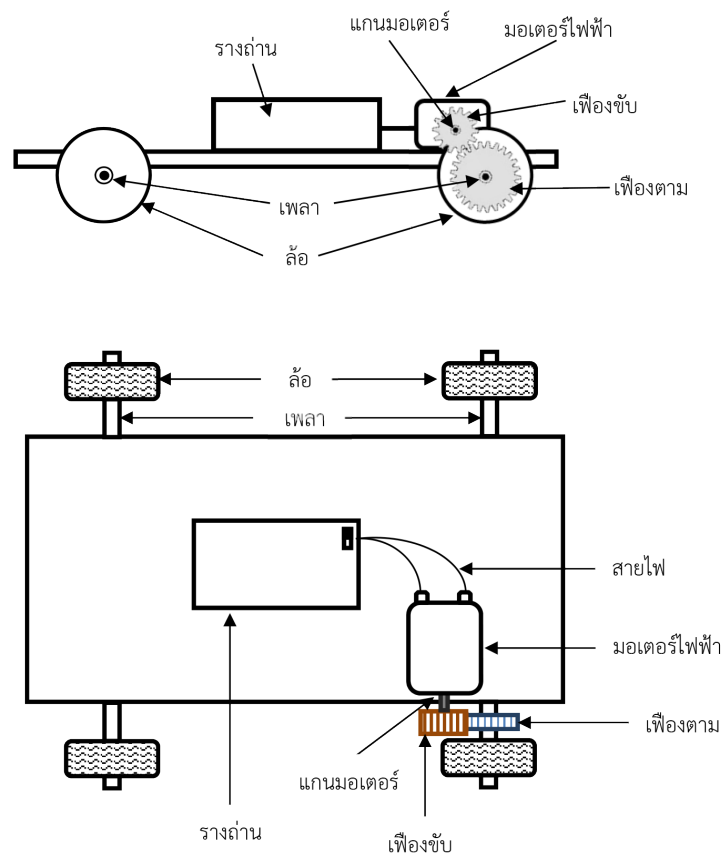 แกนมอเตอร์
มอเตอร์ไฟฟ้า
รางถ่าน
เฟืองขับ
เฟืองตาม
เพลา
ล้อ
ล้อ
เพลา
สายไฟ
มอเตอร์ไฟฟ้า
เฟืองตาม
แกนมอเตอร์
รางถ่าน
เฟืองขับ